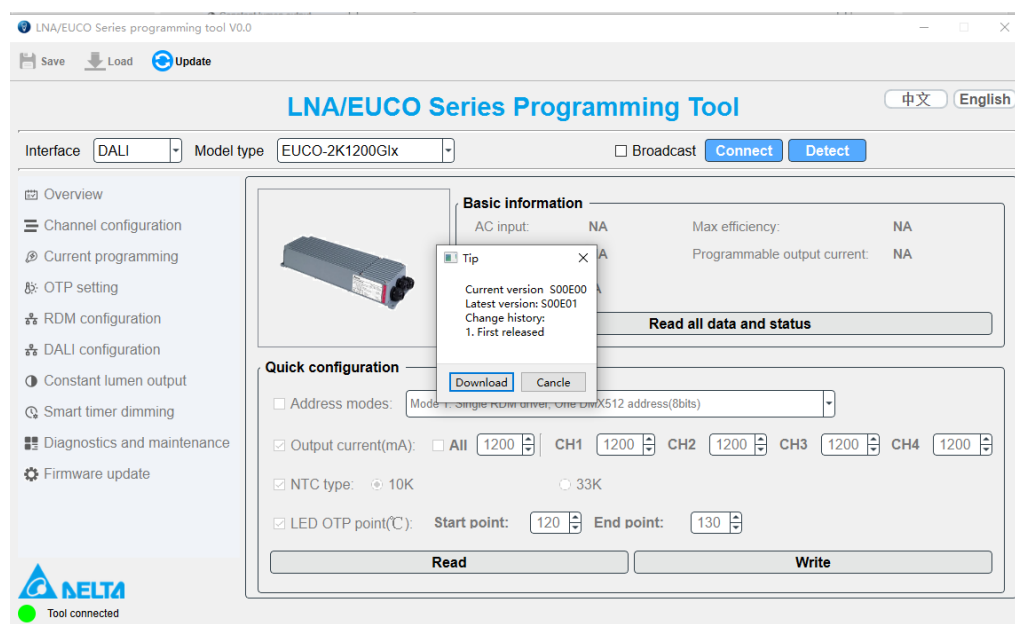 LNA/EUCO Series programming tool V0.0
Save Load Update
LNA/EUCO Series Programming Tool
中文 English
Interface DALI Model type EUCO-2K1200GIx Broadcast Connect Detect
Overview
Channel configuration
Current programming
OTP setting
RDM configuration
DALI configuration
Constant lumen output
Smart timer dimming
Diagnostics and maintenance
Firmware update
Basic information
AC input: NA Max efficiency: NA
Programmable output current: NA
Read all data and status
Tip
Current version S00E00
Latest version: S00E01
Change history:
1. First released
Download Cancle
Quick configuration
Address modes: Mode 1: Single RDM driver, One DMX512 address(8bits)
Output current(mA): All 1200 CH1 1200 CH2 1200 CH3 1200 CH4 1200
NTC type: 10K 33K
LED OTP point(℃): Start point: 120 End point: 130
Read Write
DELTA
Tool connected